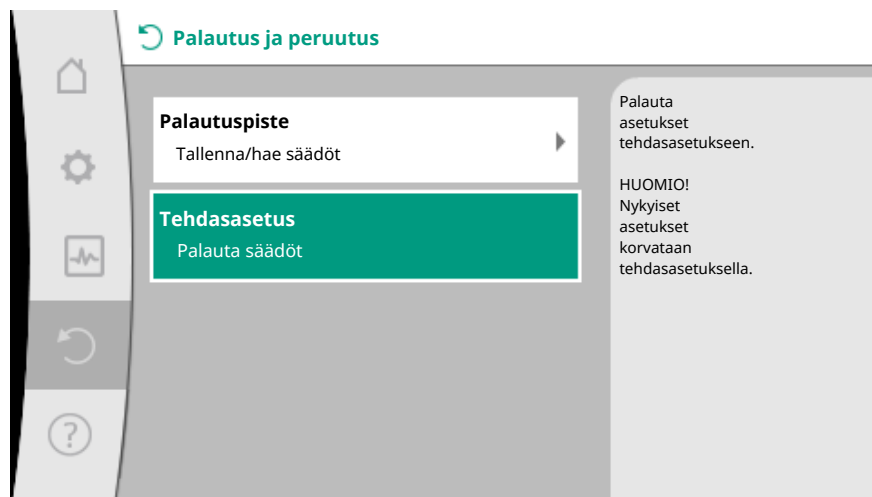 Palautus ja peruutus
Palautuspiste
Tallenna/hae säädöt
Tehdasasetus
Palauta säädöt
Palauta
asetukset
tehdasasetukseen.
HUOMIO!
Nykyiset
asetukset
korvataan
tehdasasetuksella.
?